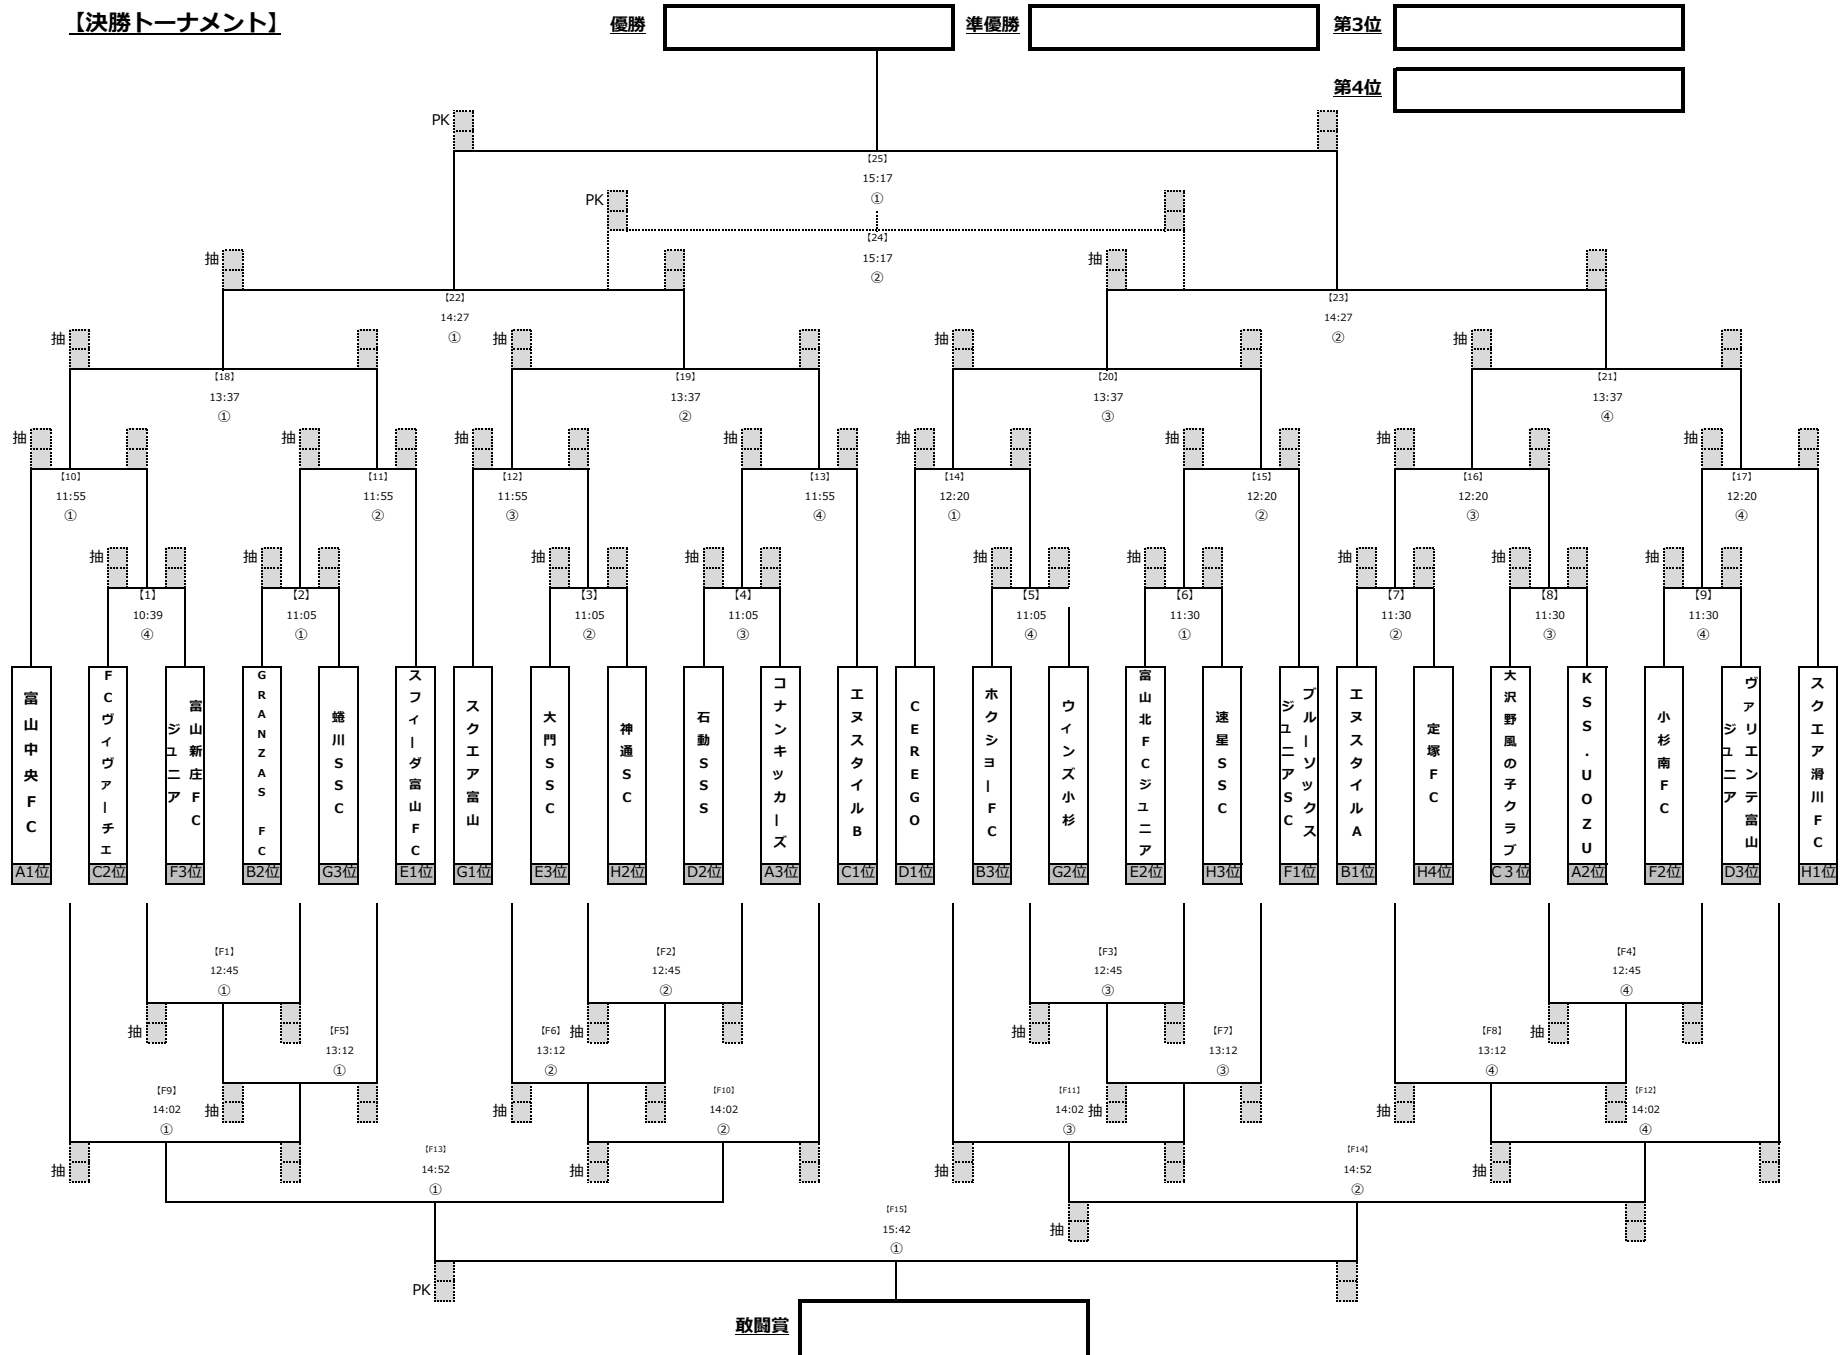 【決勝トーナメント】
優勝
準優勝
第3位
第4位
PK
【25】
15:17
①
PK
【24】
15:17
②
抽
抽
【22】
14:27
①
【23】
14:27
②
抽
抽
抽
抽
【18】
13:37
①
【19】
13:37
②
【20】
13:37
③
【21】
13:37
④
抽
抽
抽
抽
抽
抽
抽
抽
【10】
11:55
①
【11】
11:55
②
【12】
11:55
③
【13】
11:55
④
【14】
12:20
①
【15】
12:20
②
【16】
12:20
③
【17】
12:20
④
抽
抽
抽
抽
抽
抽
抽
抽
抽
【1】
10:39
④
【2】
11:05
①
【3】
11:05
②
【4】
11:05
③
【5】
11:05
④
【6】
11:30
①
【7】
11:30
②
【8】
11:30
③
【9】
11:30
④
富山中央FC
FCヴィヴァーチェ
富山新庄FC
ジュニア
GRANZAS FC
蜷川SSC
スフィーダ富山FC
スクエア富山
大門SSC
神通SC
石動SSS
コナンキッカーズ
エヌスタイルB
CEREGO
ホクショーFC
ウインズ小杉
富山北FCジュニア
速星SSC
ブルーソックス
ジュニアSC
エヌスタイルA
定塚FC
大沢野風の子クラブ
KSS.UOZU
小杉南FC
ヴァリエンテ富山
ジュニア
スクエア滑川FC
A1位
C2位
F3位
B2位
G3位
E1位
G1位
E3位
H2位
D2位
A3位
C1位
D1位
B3位
G2位
E2位
H3位
F1位
B1位
H4位
C３位
A2位
F2位
D3位
H1位
【F1】
12:45
①
【F2】
12:45
②
【F3】
12:45
③
【F4】
12:45
④
抽
抽
抽
抽
【F5】
13:12
①
【F6】
13:12
②
【F7】
13:12
③
【F8】
13:12
④
抽
抽
抽
抽
【F9】
14:02
①
【F10】
14:02
②
【F11】
14:02
③
【F12】
14:02
④
抽
抽
抽
抽
【F13】
14:52
①
【F14】
14:52
②
抽
【F15】
15:42
①
PK
敢闘賞